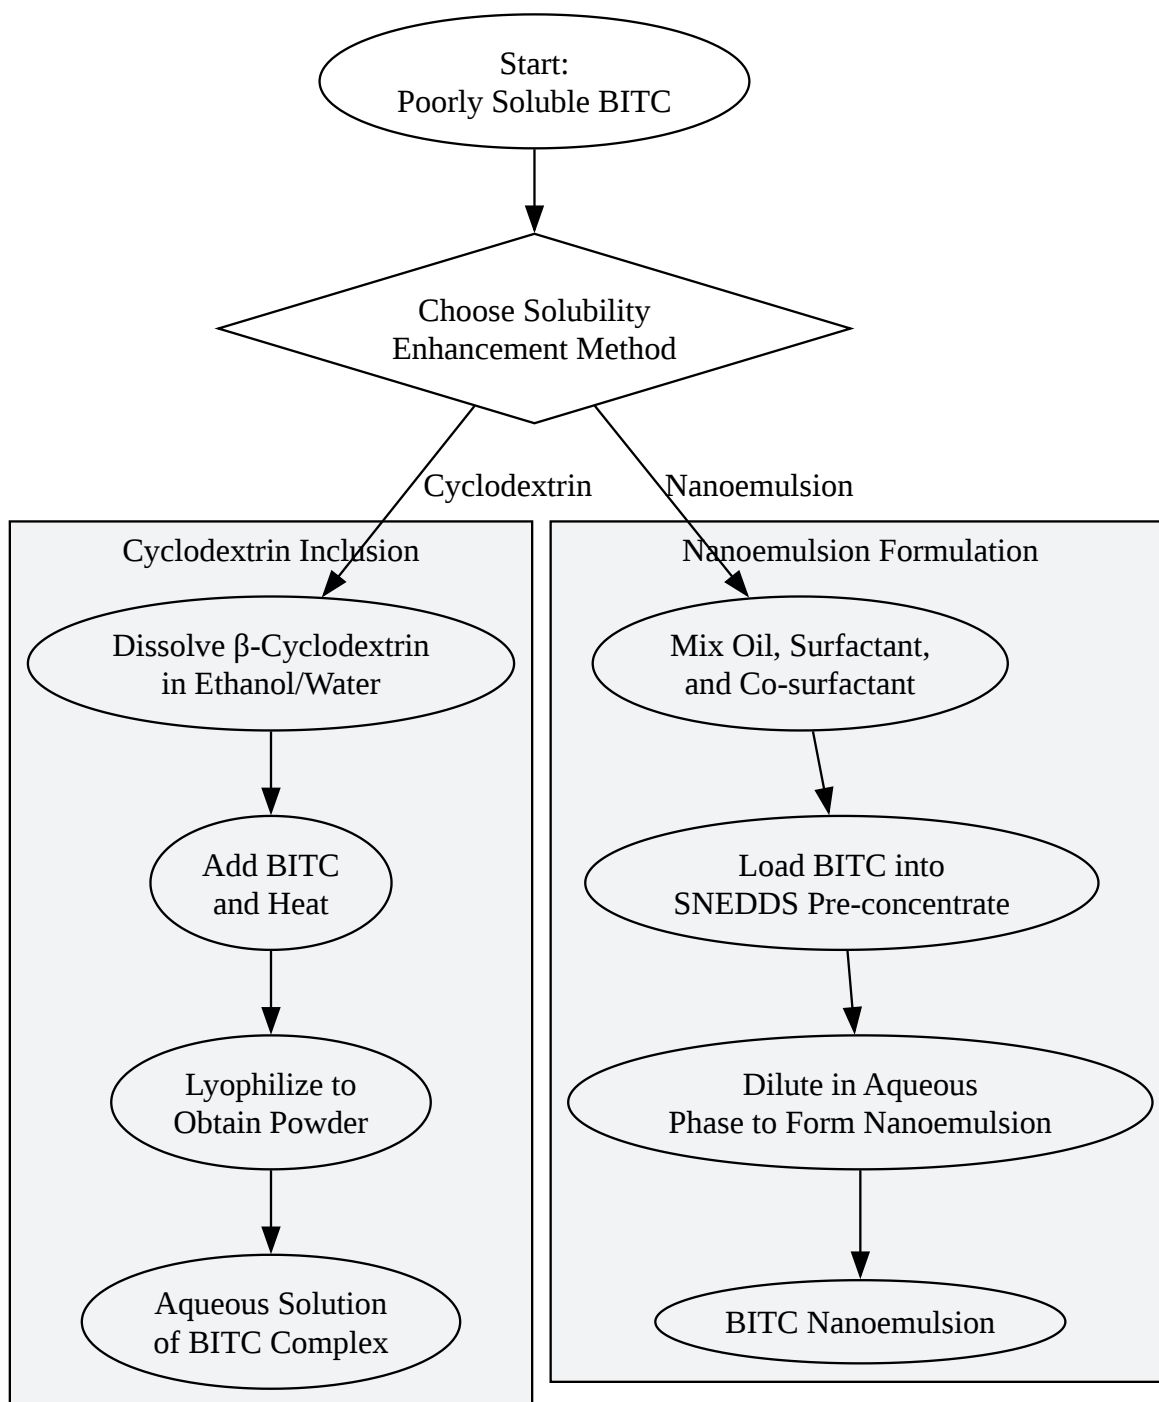 Start:
Poorly Soluble BITC
Choose Solubility
Enhancement Method
Cyclodextrin
Nanoemulsion
Cyclodextrin Inclusion
Dissolve β-Cyclodextrin
in Ethanol/Water
Add BITC
and Heat
Lyophilize to
Obtain Powder
Aqueous Solution
of BITC Complex
Nanoemulsion Formulation
Mix Oil, Surfactant,
and Co-surfactant
Load BITC into
SNEDDS Pre-concentrate
Dilute in Aqueous
Phase to Form Nanoemulsion
BITC Nanoemulsion